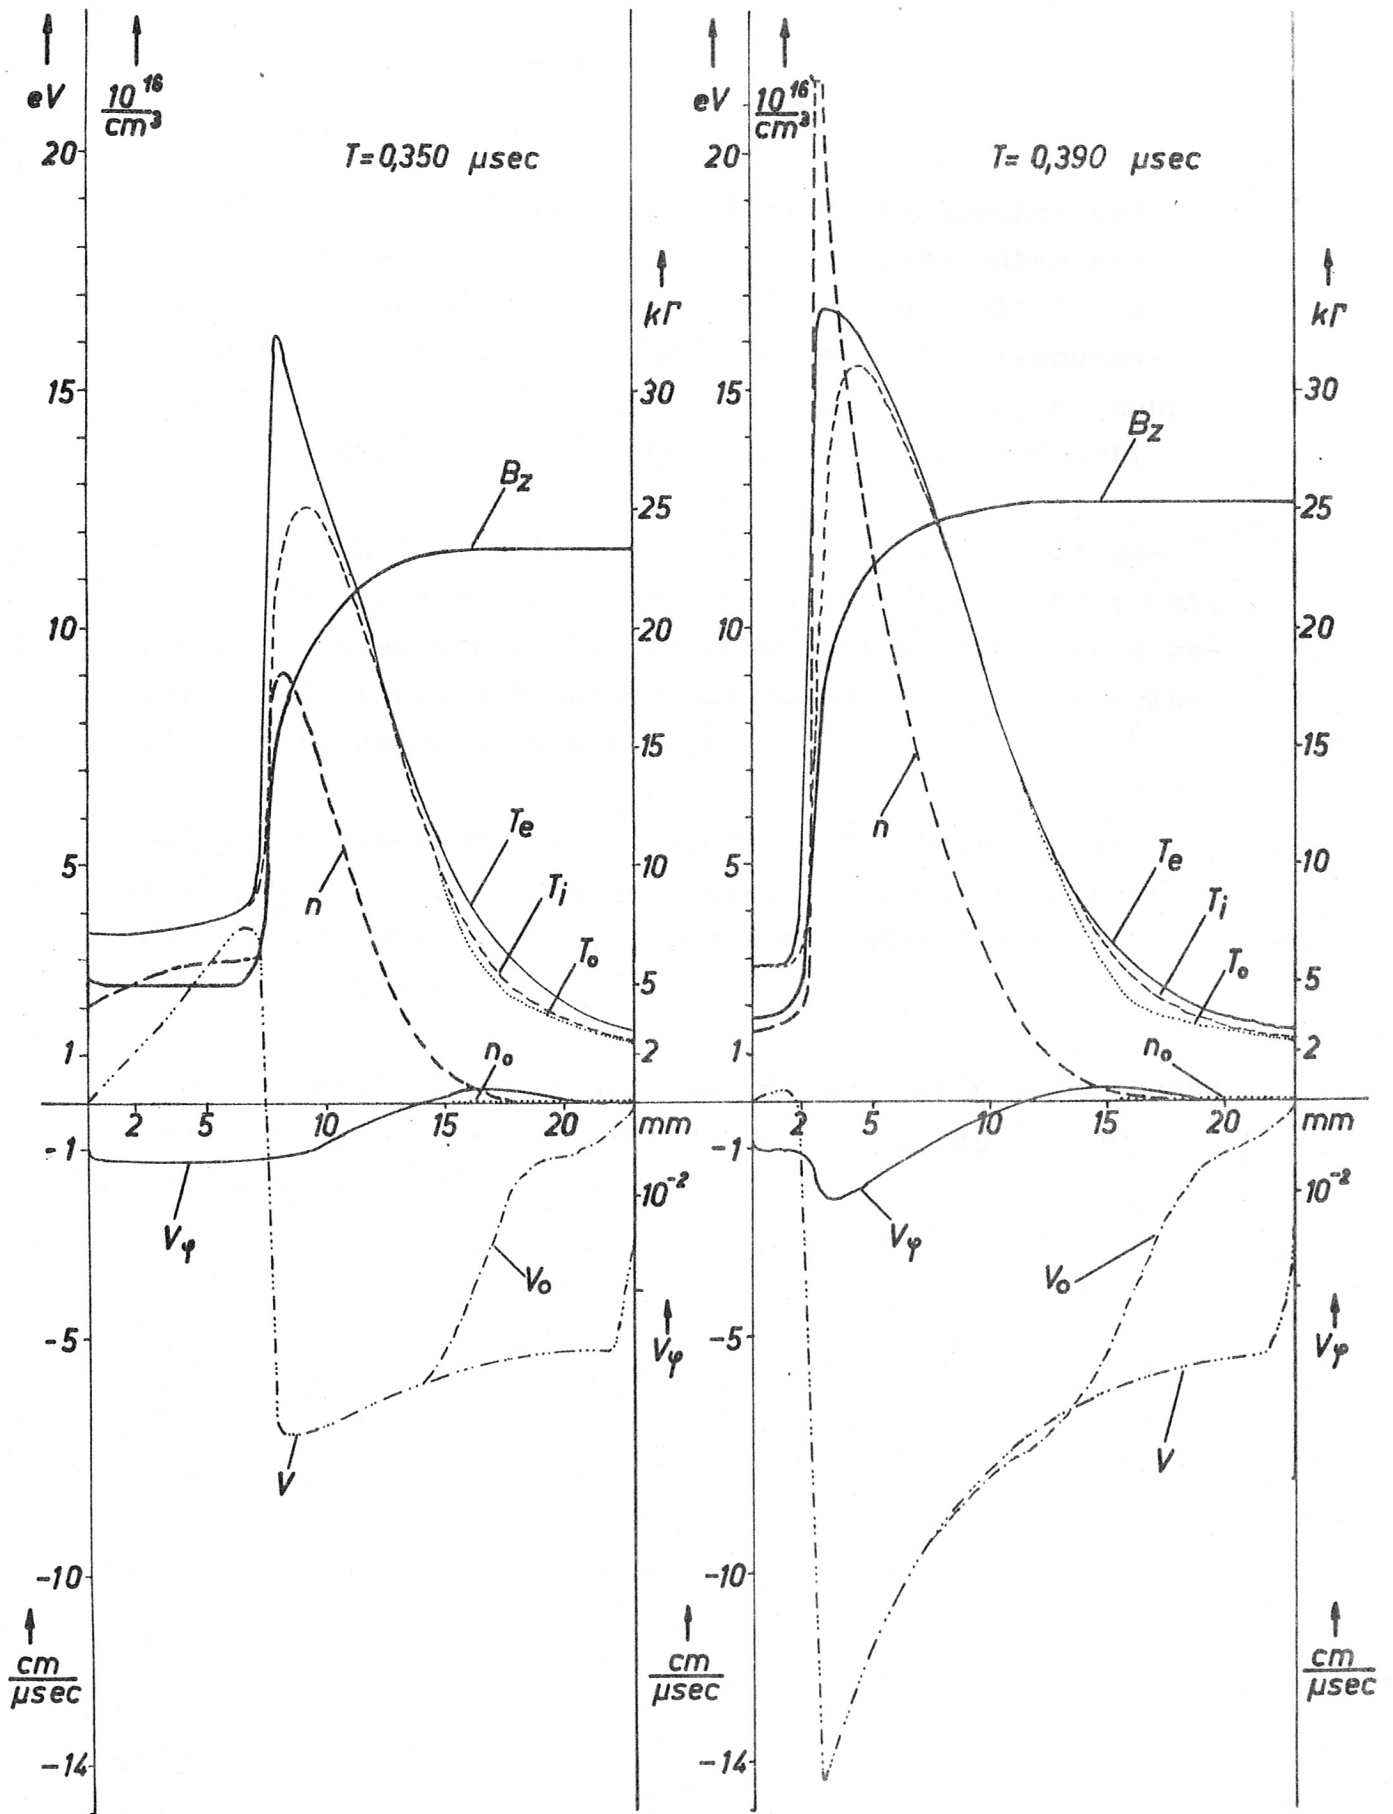 eV 10¹⁶/cm³
T=0,350 µsec
20
15
10
5
1
-1
-5
-10
cm/µsec
-14
kΓ
30
25
20
15
10
5
2
10⁻²
Vφ
cm/µsec
Bz
Te
Ti
To
n
no
2 5 10 15 20 mm
Vφ
Vo
V
eV 10¹⁶/cm³
T=0,390 µsec
20
15
10
5
1
-1
-5
-10
-14
kΓ
30
25
20
15
10
5
2
10⁻²
Vφ
cm/µsec
Bz
n
Te
Ti
To
no
2 5 10 15 20 mm
Vφ
Vo
V